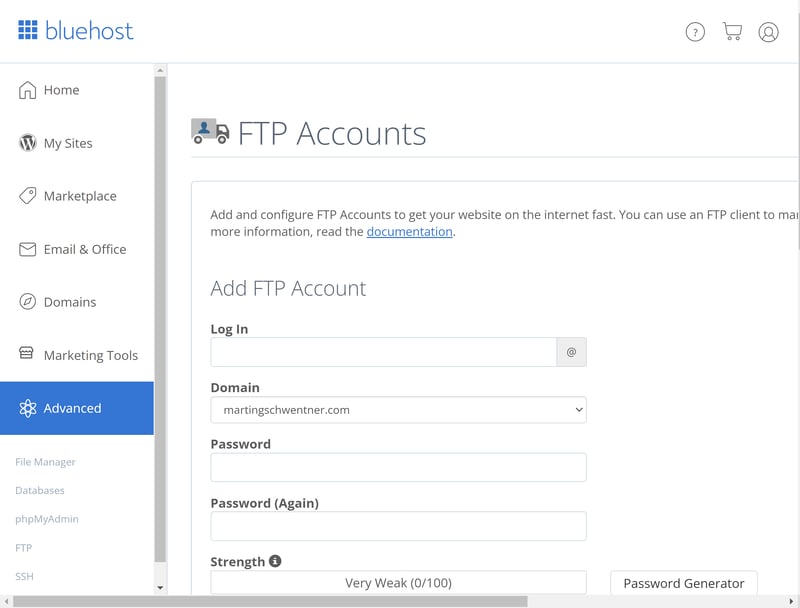 bluehost
?
Home
My Sites
Marketplace
Email & Office
Domains
Marketing Tools
Advanced
File Manager
Databases
phpMyAdmin
FTP
SSH
FTP Accounts
Add and configure FTP Accounts to get your website on the internet fast. You can use an FTP client to
more information, read the documentation.
Add FTP Account
Log In
@
Domain
martingschwentner.com
Password
Password (Again)
Strength
Very Weak (0/100)
Password Generator